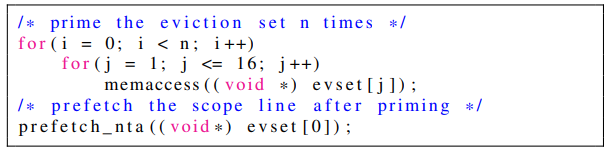 /* prime the eviction set n times */
for(i = 0; i < n; i++)
for(j = 1; j <= 16; j++)
memaccess((void *) evset[j]);
/* prefetch the scope line after priming */
prefetch_nta((void*) evset[0]);